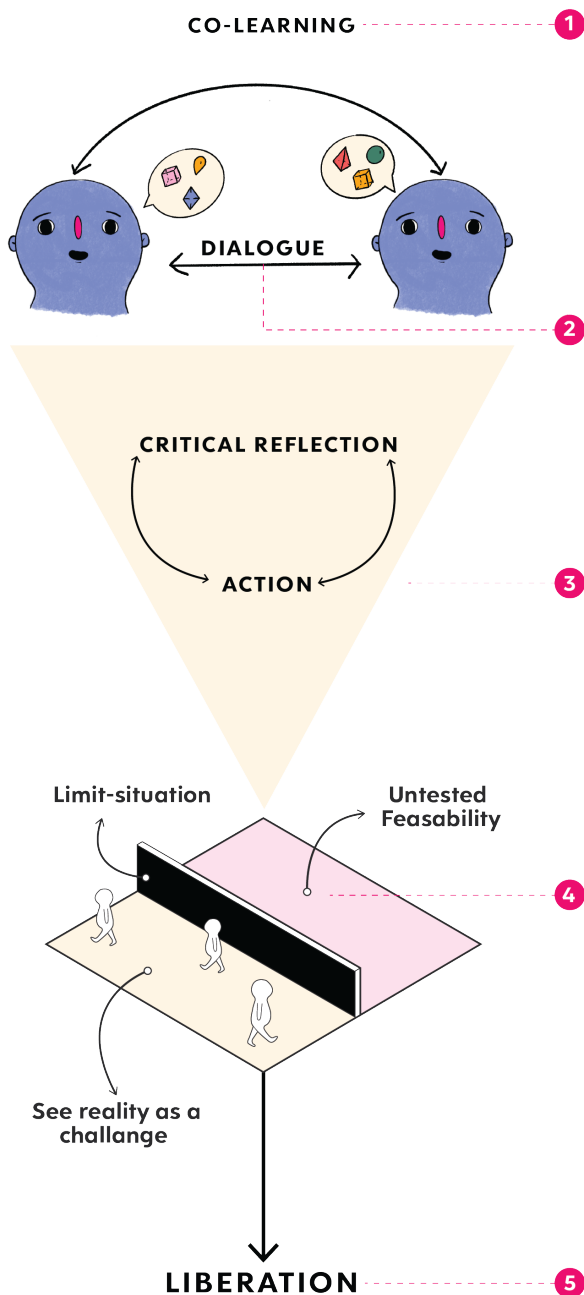 CO-LEARNING
1
DIALOGUE
2
CRITICAL REFLECTION
ACTION
3
Limit-situation
Untested
Feasability
4
See reality as a
challange
LIBERATION
5